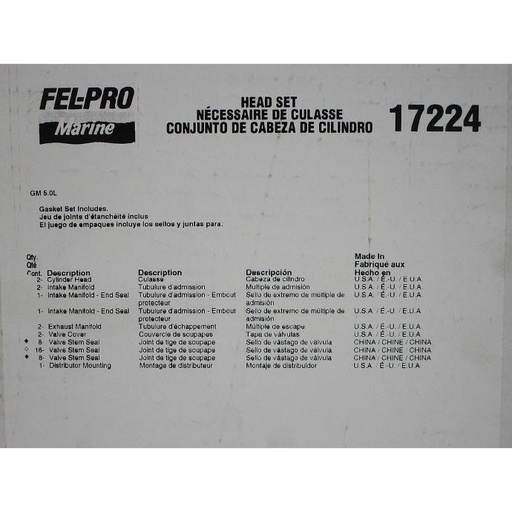 FEL-PRO
Marine
HEAD SET
NÉCESSAIRE DE CULASSE
CONJUNTO DE CABEZA DE CILINDRO
17224
GM 5.0L
Gasket Set Includes.
Jeu de joints d'étanchéité inclus
El juego de empaques incluye los sellos y juntas para:
Qty.
Qté Made In
Fabriqué aux
Cont. Description Description Descripción Hecho en
2- Cylinder Head Culasse Cabeza de cilindro U.S.A. / É.-U. / E.U.A.
2- Intake Manifold Tubulure d'admission Múltiple de admisión U.S.A. / É.-U. / E.U.A.
1- Intake Manifold - End Seal Tubulure d'admission - Embout Sello de extremo de múltiple de U.S.A. / É.-U. / E.U.A.
protecteur admisión
1- Intake Manifold - End Seal Tubulure d'admission - Embout Sello de extremo de múltiple de U.S.A. / É.-U. / E.U.A.
protecteur admisión
2- Exhaust Manifold Tubulure d'échappement Múltiple de escape U.S.A. / É.-U. / E.U.A.
2- Valve Cover Couvercle de soupapes Tapa de válvulas U.S.A. / É.-U. / E.U.A.
◆ 8- Valve Stem Seal Joint de tige de soupape Sello de vástago de válvula CHINA / CHINE / CHINA
○ 16- Valve Stem Seal Joint de tige de soupape Sello de vástago de válvula CHINA / CHINE / CHINA
◆ 8- Valve Stem Seal Joint de tige de soupape Sello de vástago de válvula CHINA / CHINE / CHINA
1- Distributor Mounting Montage de distributeur Montaje de distribuidor U.S.A. / É.-U. / E.U.A.